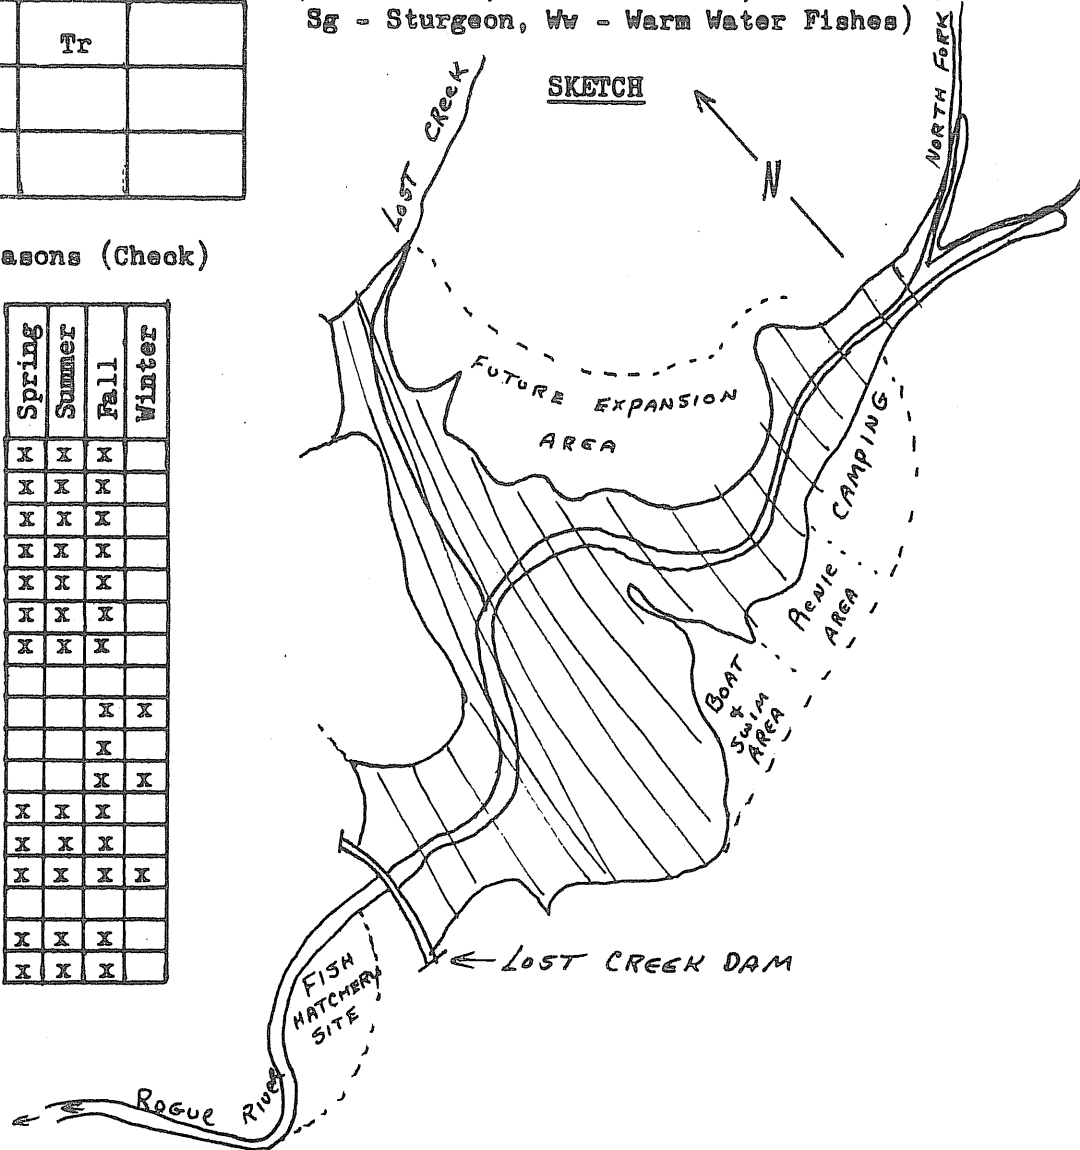 Tr
Sg - Sturgeon, Ww - Warm Water Fishes)
SKETCH
LOST CREEK
NORTH FORK
N
asons (Check)
Spring Summer Fall Winter
X X X
X X X
X X X
X X X
X X X
X X X
X X X
X X
X
X X
X X X
X X X
X X X X
X X X
X X X
FUTURE EXPANSION
AREA
CAMPING
PICNIC
AREA
BOAT
&
SWIM
AREA
← LOST CREEK DAM
FISH
HATCHERY
SITE
ROGUE RIVER